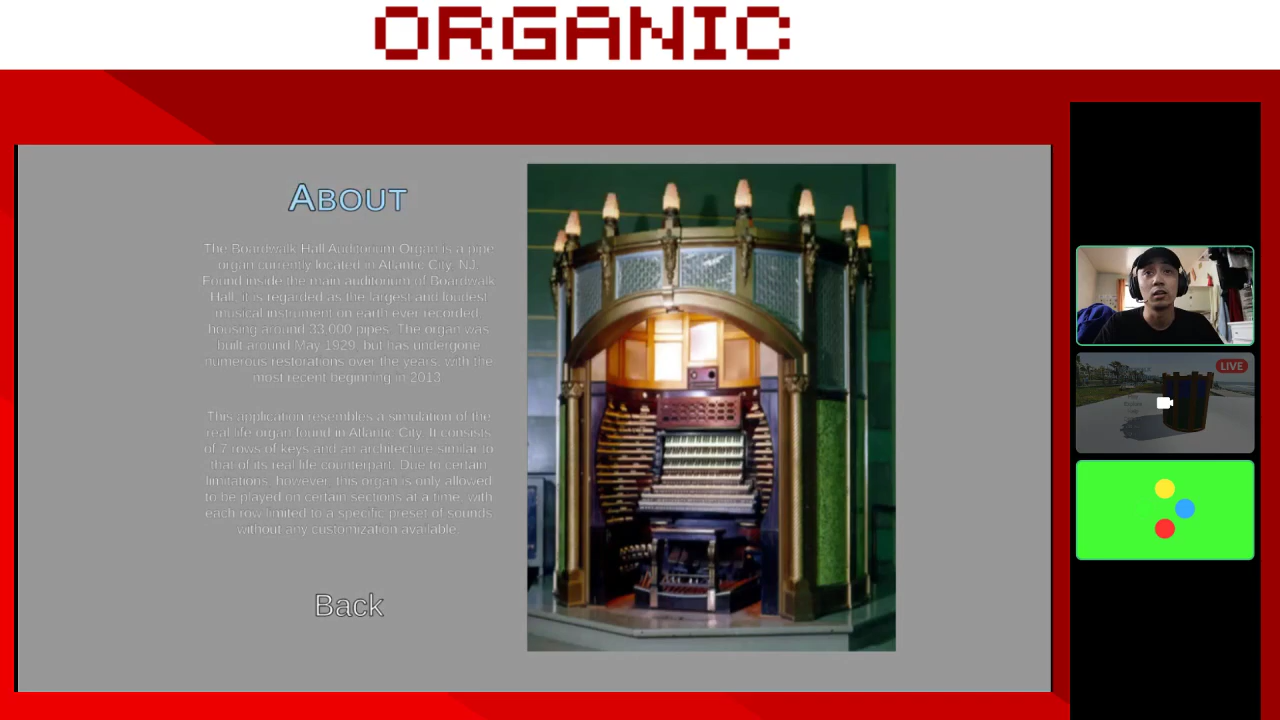 ORGANIC
ABOUT
The Boardwalk Hall Auditorium Organ is a pipe
organ currently located in Atlantic City, NJ.
Found inside the main auditorium of Boardwalk
Hall, it is regarded as the largest and loudest
musical instrument on earth ever recorded,
housing around 33,000 pipes. The organ was
built around May 1929, but has undergone
numerous restorations over the years, with the
most recent beginning in 2013.
This application resembles a simulation of the
real life organ found in Atlantic City. It consists
of 7 rows of keys and an architecture similar to
that of its real life counterpart. Due to certain
limitations, however, this organ is only allowed
to be played on certain sections at a time, with
each row limited to a specific preset of sounds
without any customization available.
Back
LIVE